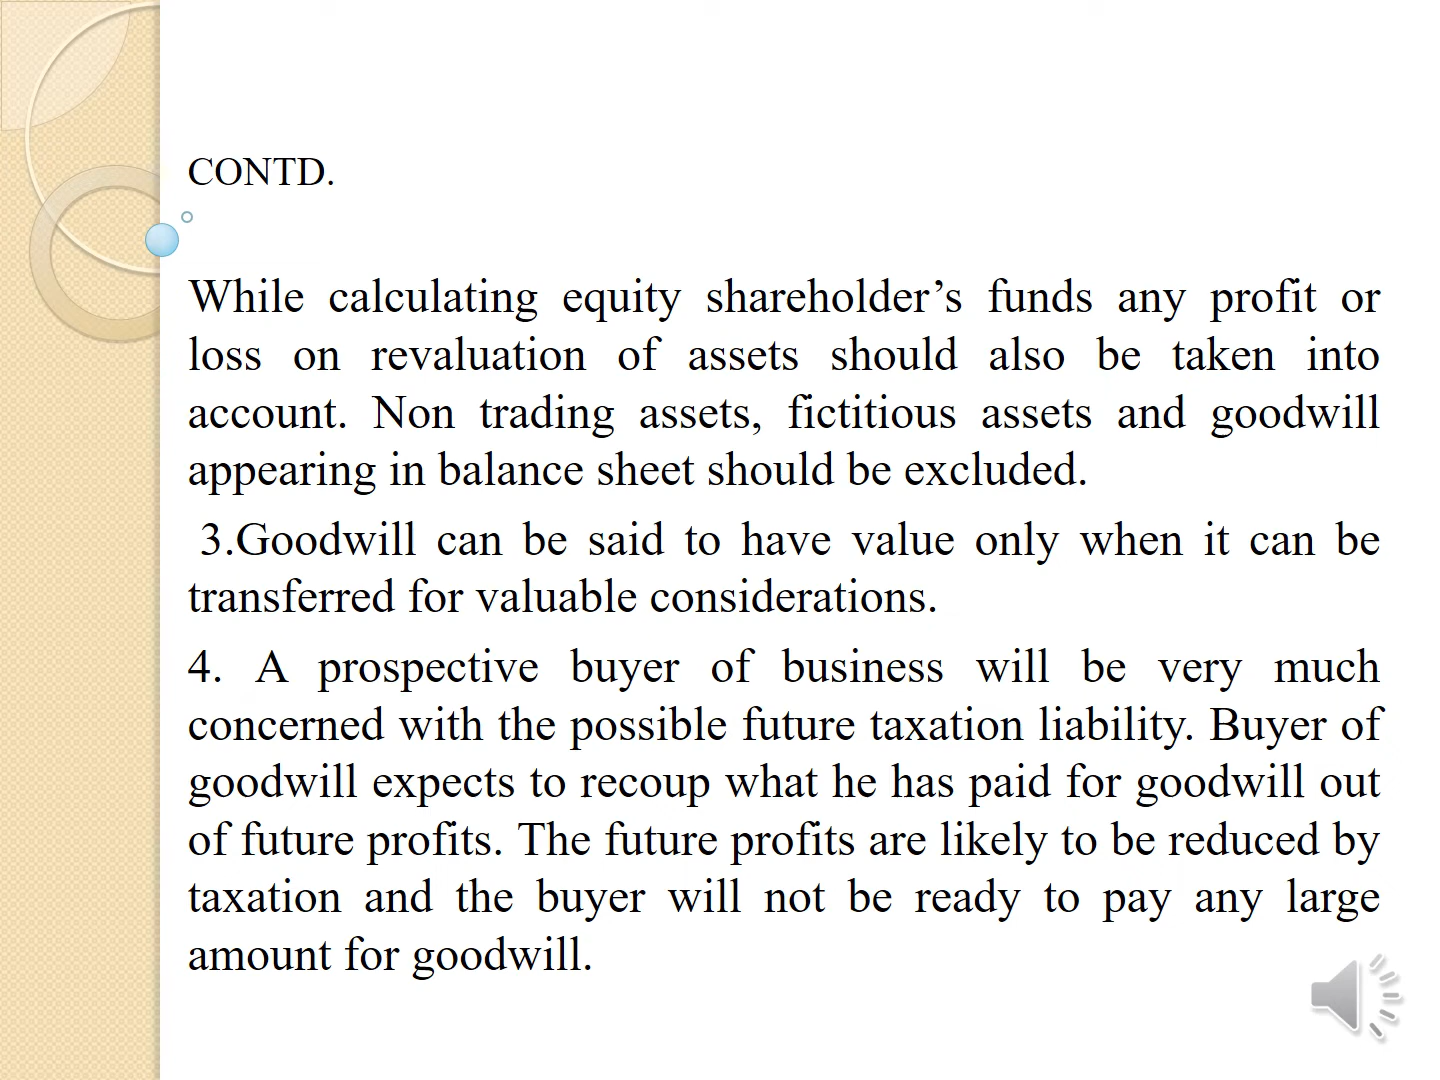 CONTD.
While calculating equity shareholder’s funds any profit or
loss on revaluation of assets should also be taken into
account. Non trading assets, fictitious assets and goodwill
appearing in balance sheet should be excluded.
3.Goodwill can be said to have value only when it can be
transferred for valuable considerations.
4. A prospective buyer of business will be very much
concerned with the possible future taxation liability. Buyer of
goodwill expects to recoup what he has paid for goodwill out
of future profits. The future profits are likely to be reduced by
taxation and the buyer will not be ready to pay any large
amount for goodwill.